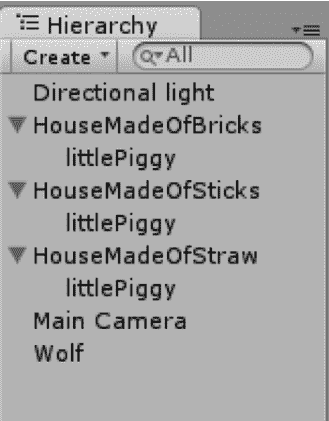 Hierarchy
Create All
Directional light
HouseMadeOfBricks
littlePiggy
HouseMadeOfSticks
littlePiggy
HouseMadeOfStraw
littlePiggy
Main Camera
Wolf